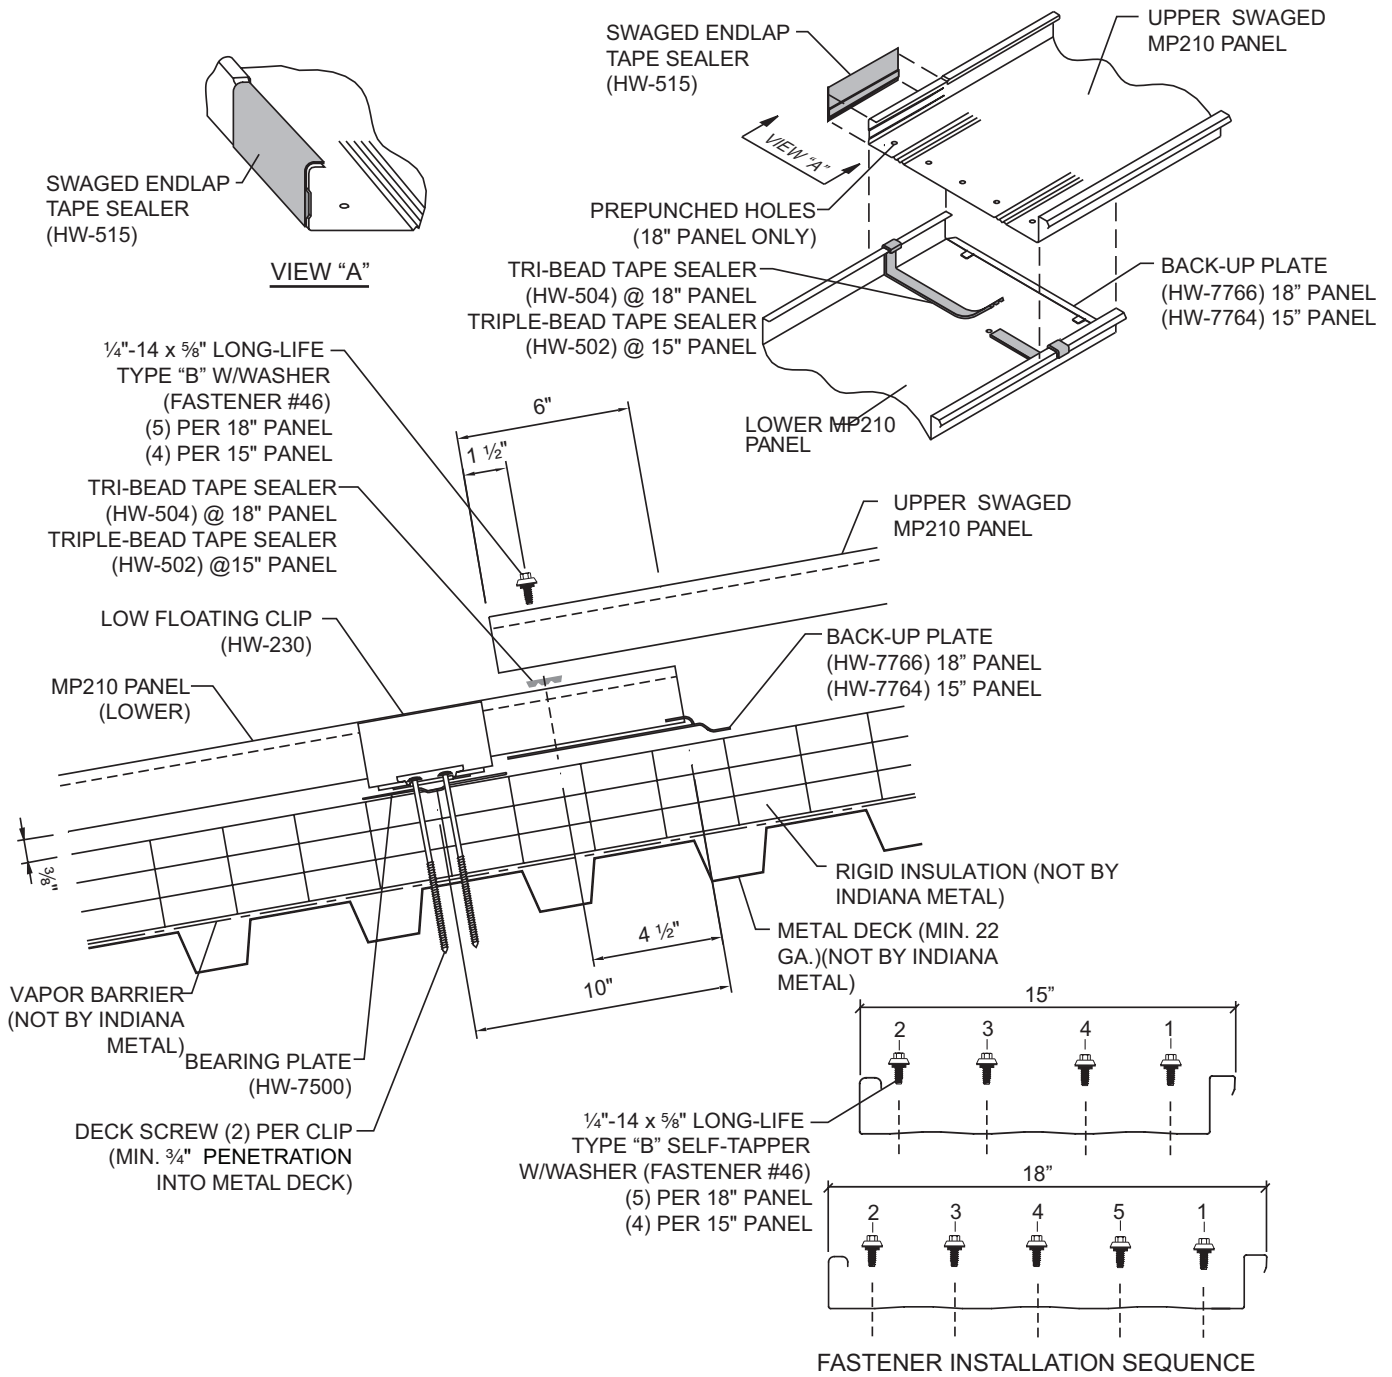 SWAGED ENDLAP
TAPE SEALER
(HW-515)
UPPER SWAGED
MP210 PANEL
VIEW "A"
SWAGED ENDLAP
TAPE SEALER
(HW-515)
VIEW “A”
PREPUNCHED HOLES
(18" PANEL ONLY)
TRI-BEAD TAPE SEALER
(HW-504) @ 18" PANEL
TRIPLE-BEAD TAPE SEALER
(HW-502) @ 15" PANEL
BACK-UP PLATE
(HW-7766) 18” PANEL
(HW-7764) 15” PANEL
LOWER MP210
PANEL
¼"-14 x ⅝" LONG-LIFE
TYPE “B” W/WASHER
(FASTENER #46)
(5) PER 18" PANEL
(4) PER 15" PANEL
6"
1 ½"
TRI-BEAD TAPE SEALER
(HW-504) @ 18" PANEL
TRIPLE-BEAD TAPE SEALER
(HW-502) @15" PANEL
UPPER SWAGED
MP210 PANEL
LOW FLOATING CLIP
(HW-230)
BACK-UP PLATE
(HW-7766) 18” PANEL
(HW-7764) 15” PANEL
MP210 PANEL
(LOWER)
⅜"
RIGID INSULATION (NOT BY
INDIANA METAL)
METAL DECK (MIN. 22
GA.)(NOT BY INDIANA
METAL)
4 ½"
10"
VAPOR BARRIER
(NOT BY INDIANA
METAL)
BEARING PLATE
(HW-7500)
DECK SCREW (2) PER CLIP
(MIN. ¾" PENETRATION
INTO METAL DECK)
15”
2 3 4 1
¼"-14 x ⅝" LONG-LIFE
TYPE “B” SELF-TAPPER
W/WASHER (FASTENER #46)
(5) PER 18" PANEL
(4) PER 15" PANEL
18”
2 3 4 5 1
FASTENER INSTALLATION SEQUENCE